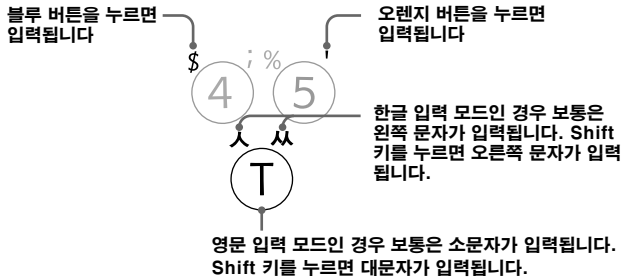 블루 버튼을 누르면
입력됩니다
오렌지 버튼을 누르면
입력됩니다
$ ; % '
4 5
한글 입력 모드인 경우 보통은
왼쪽 문자가 입력됩니다. Shift
키를 누르면 오른쪽 문자가 입력
됩니다.
ㅅ ㅆ
T
영문 입력 모드인 경우 보통은 소문자가 입력됩니다.
Shift 키를 누르면 대문자가 입력됩니다.